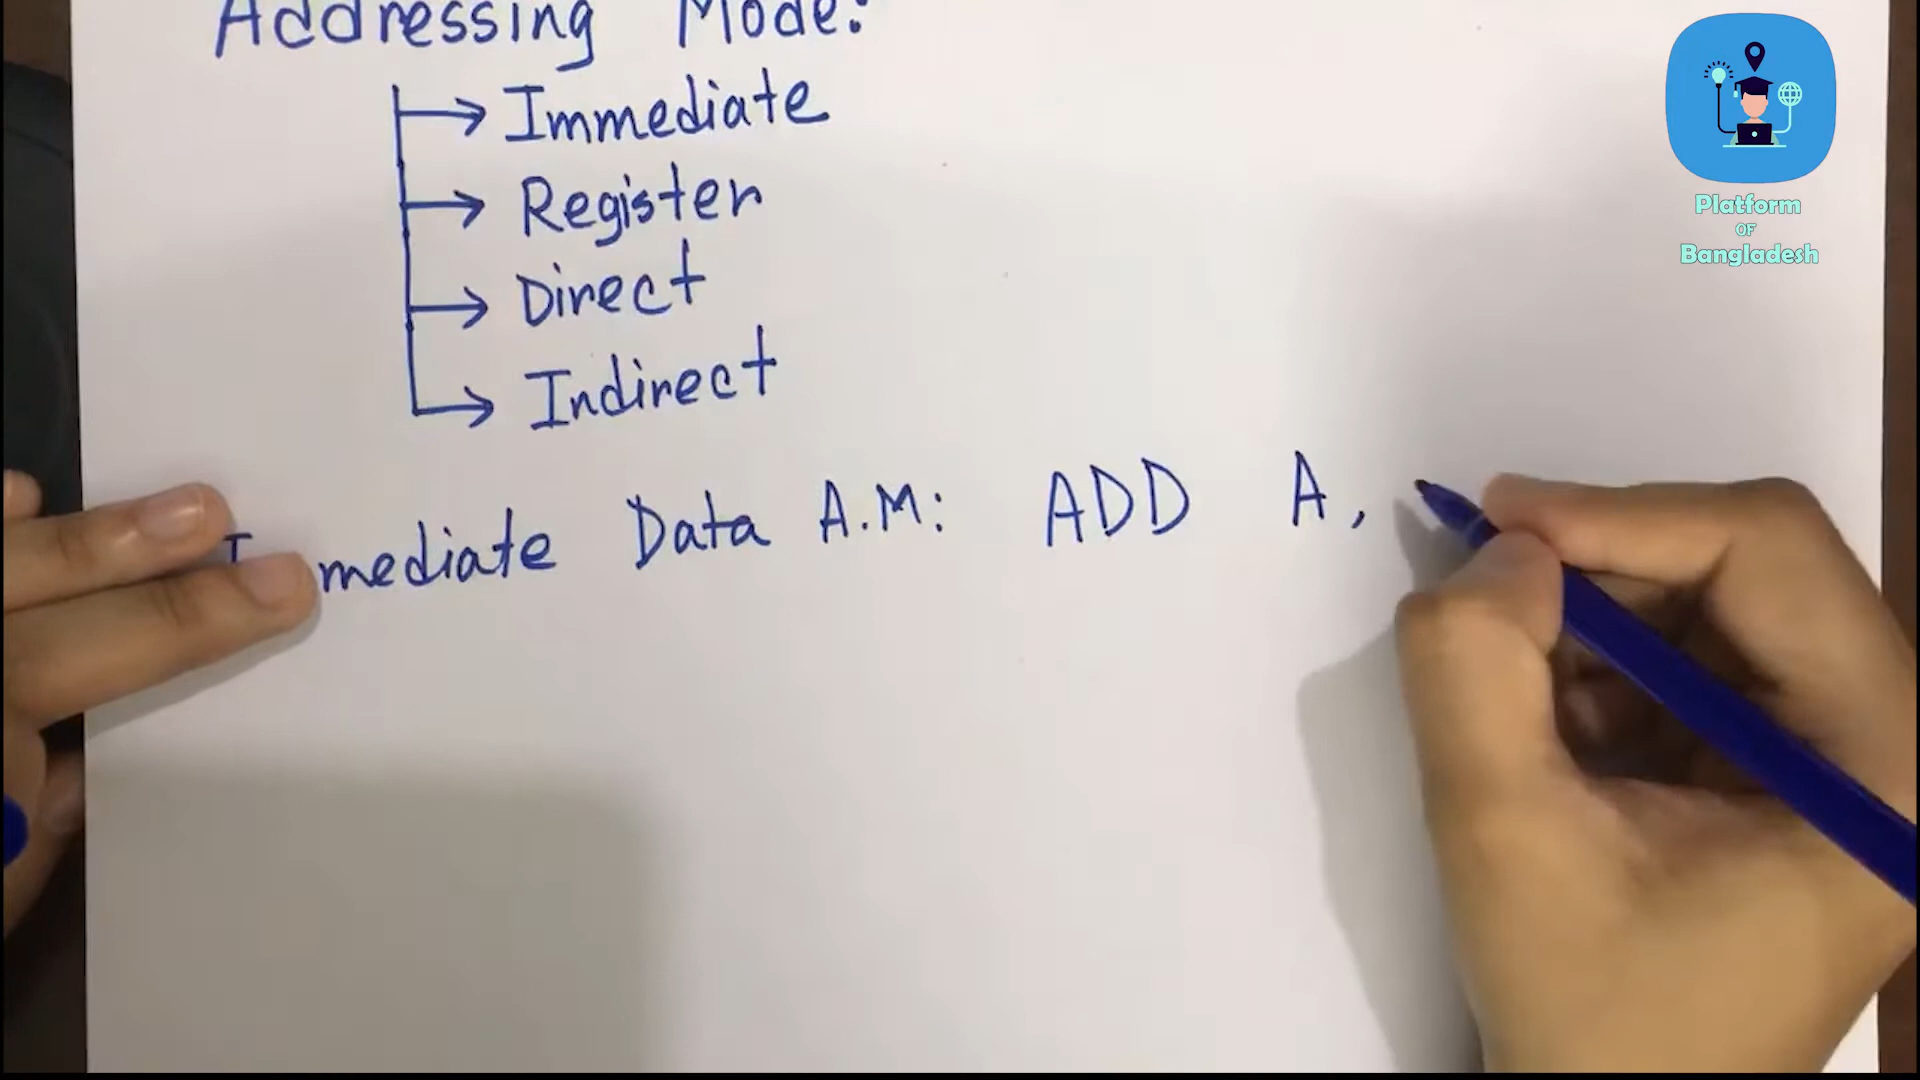 Addressing Mode:
Immediate
Register
Direct
Indirect
mediate Data A.M: ADD A,
Platform
OF
Bangladesh